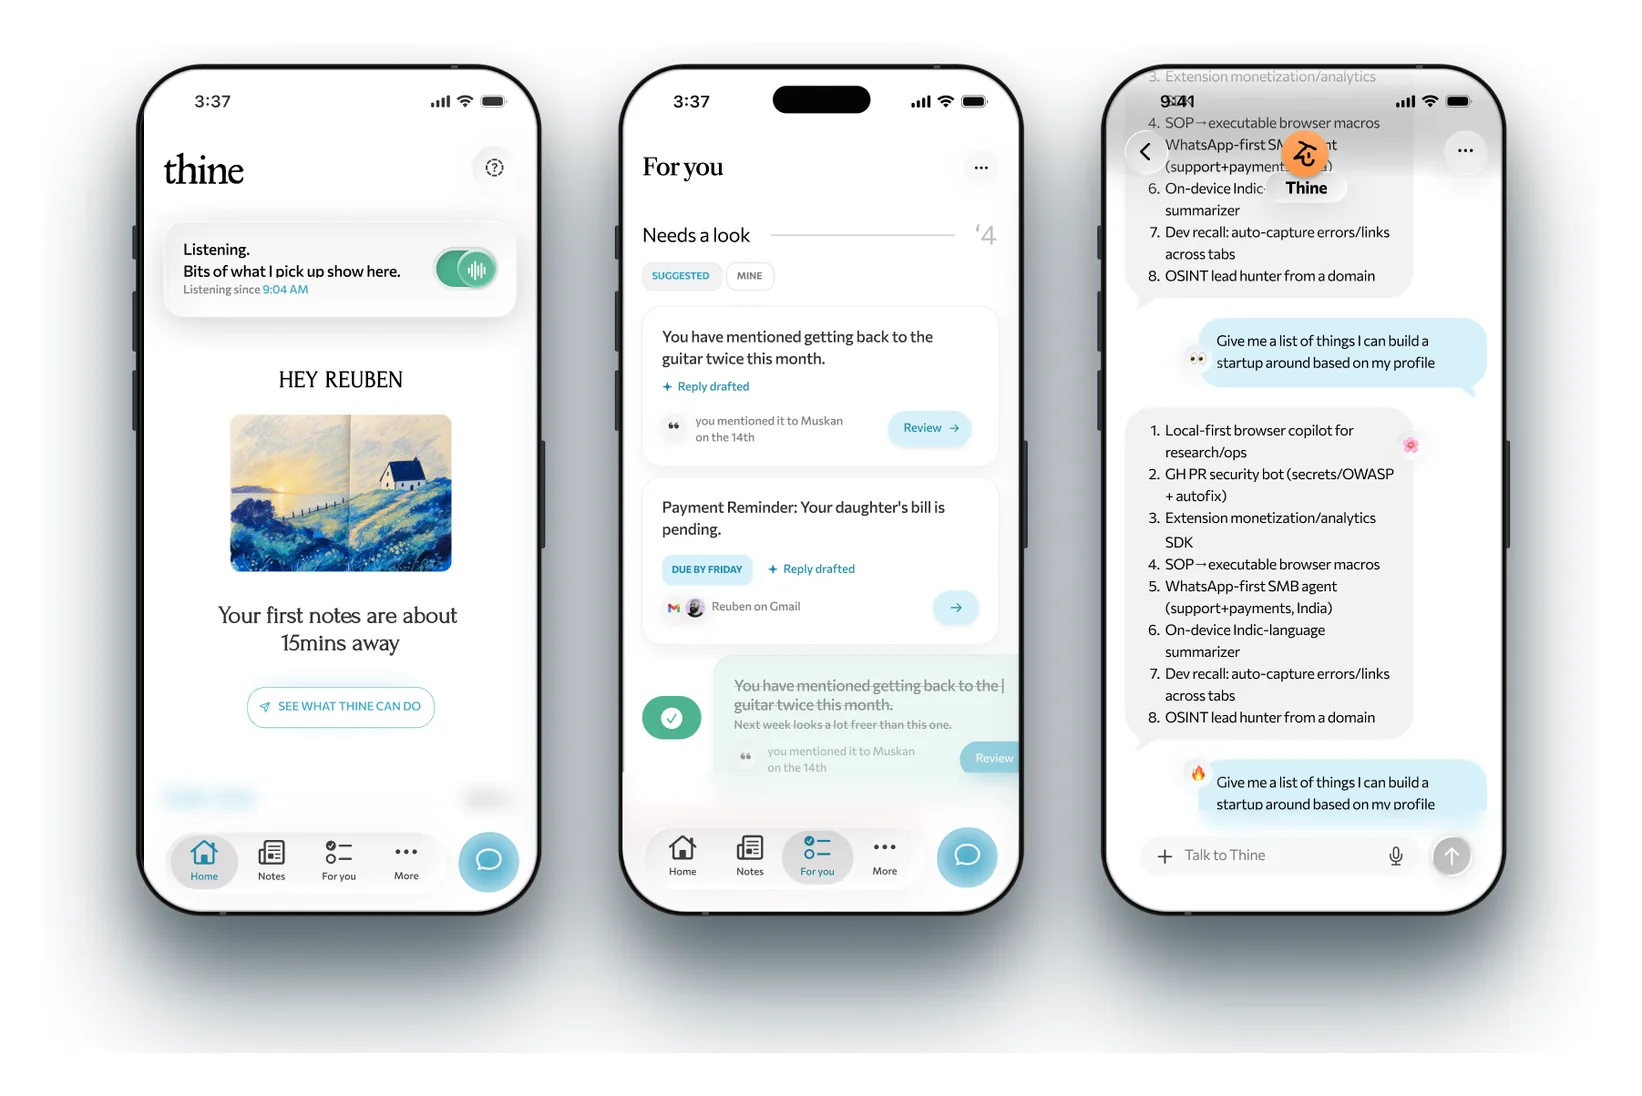 3:37
thine
Listening.
Bits of what I pick up show here.
Listening since 9:04 AM
HEY REUBEN
Your first notes are about
15mins away
SEE WHAT THINE CAN DO
Home
Notes
For you
More
3:37
For you
Needs a look
‘4
SUGGESTED
MINE
You have mentioned getting back to the
guitar twice this month.
Reply drafted
you mentioned it to Muskan
on the 14th
Review
Payment Reminder: Your daughter's bill is
pending.
DUE BY FRIDAY
Reply drafted
Reuben on Gmail
You have mentioned getting back to the
guitar twice this month.
Next week looks a lot freer than this one.
you mentioned it to Muskan
on the 14th
Review
Home
Notes
For you
More
3. Extension monetization/analytics
9:41
4. SOP→executable browser macros
WhatsApp-first SMB
(support+payments
6. On-device Indic-
summarizer
Thine
7. Dev recall: auto-capture errors/links
across tabs
8. OSINT lead hunter from a domain
Give me a list of things I can build a
startup around based on my profile
1. Local-first browser copilot for
research/ops
2. GH PR security bot (secrets/OWASP
+ autofix)
3. Extension monetization/analytics
SDK
4. SOP→executable browser macros
5. WhatsApp-first SMB agent
(support+payments, India)
6. On-device Indic-language
summarizer
7. Dev recall: auto-capture errors/links
across tabs
8. OSINT lead hunter from a domain
Give me a list of things I can build a
startup around based on my profile
Talk to Thine